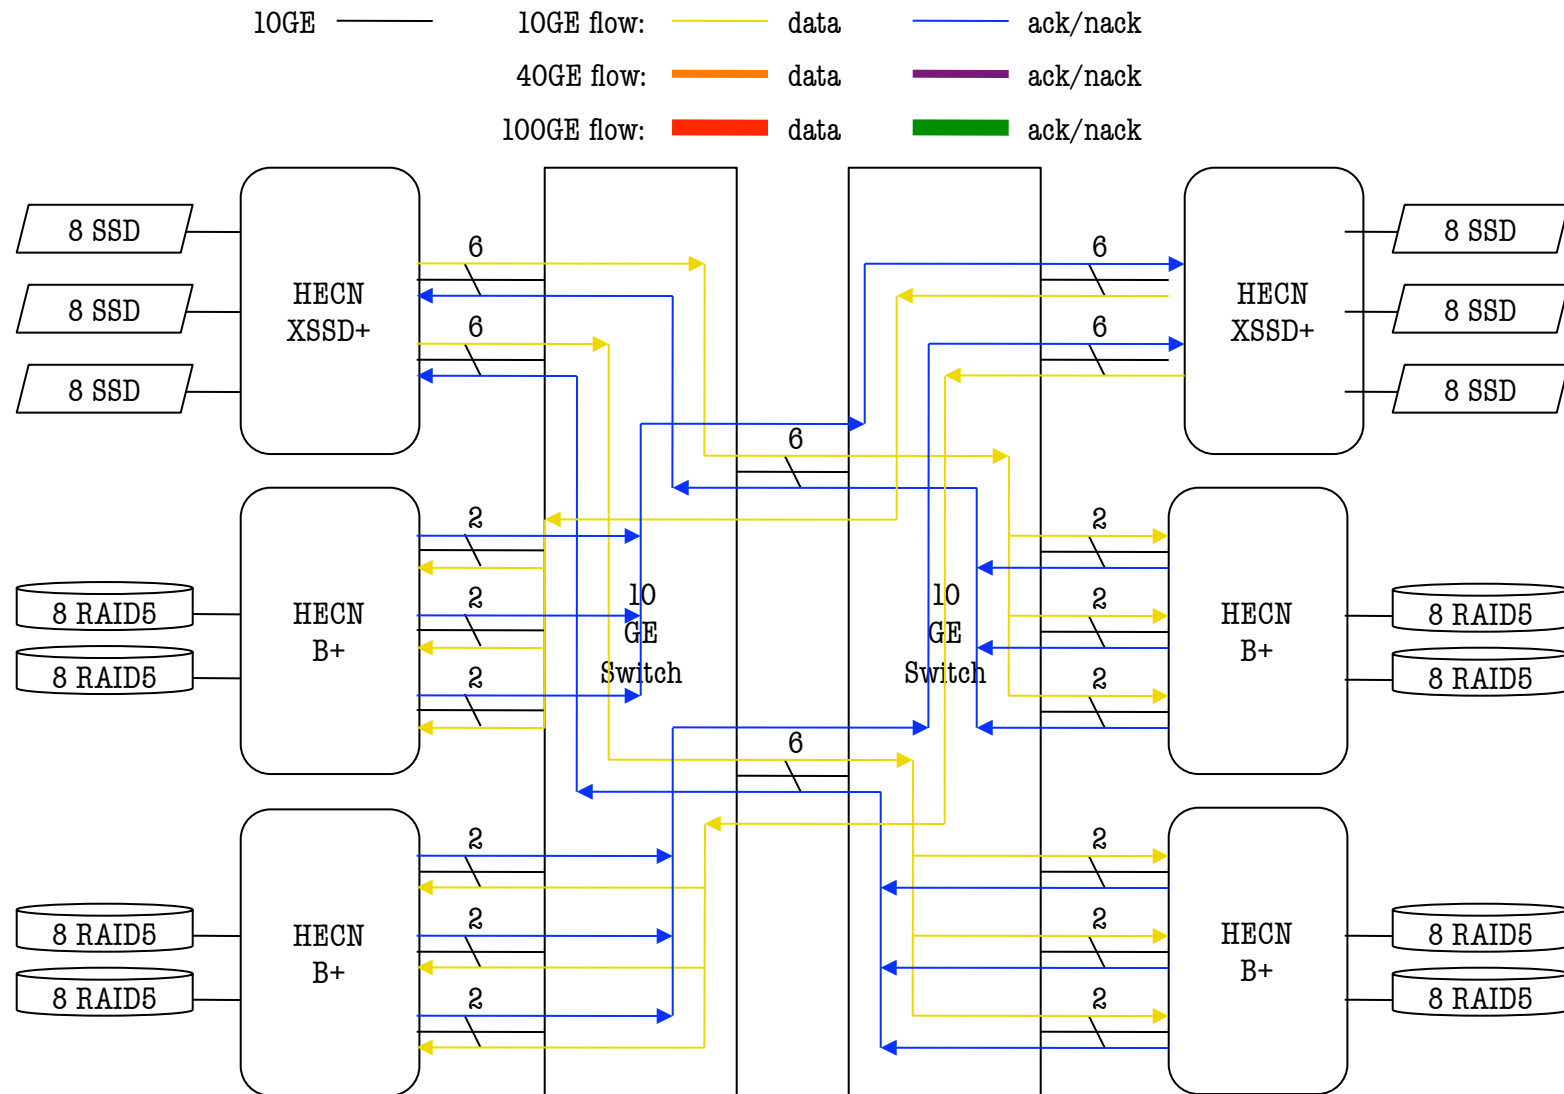 10GE 10GE flow: data ack/nack
40GE flow: data ack/nack
100GE flow: data ack/nack
8 SSD
8 SSD
8 SSD
HECN
XSSD+
6
6
6
6
6
HECN
XSSD+
8 SSD
8 SSD
8 SSD
8 RAID5
8 RAID5
HECN
B+
2
2
2
10
GE
Switch
10
GE
Switch
2
2
2
HECN
B+
8 RAID5
8 RAID5
6
8 RAID5
8 RAID5
HECN
B+
2
2
2
2
2
2
HECN
B+
8 RAID5
8 RAID5